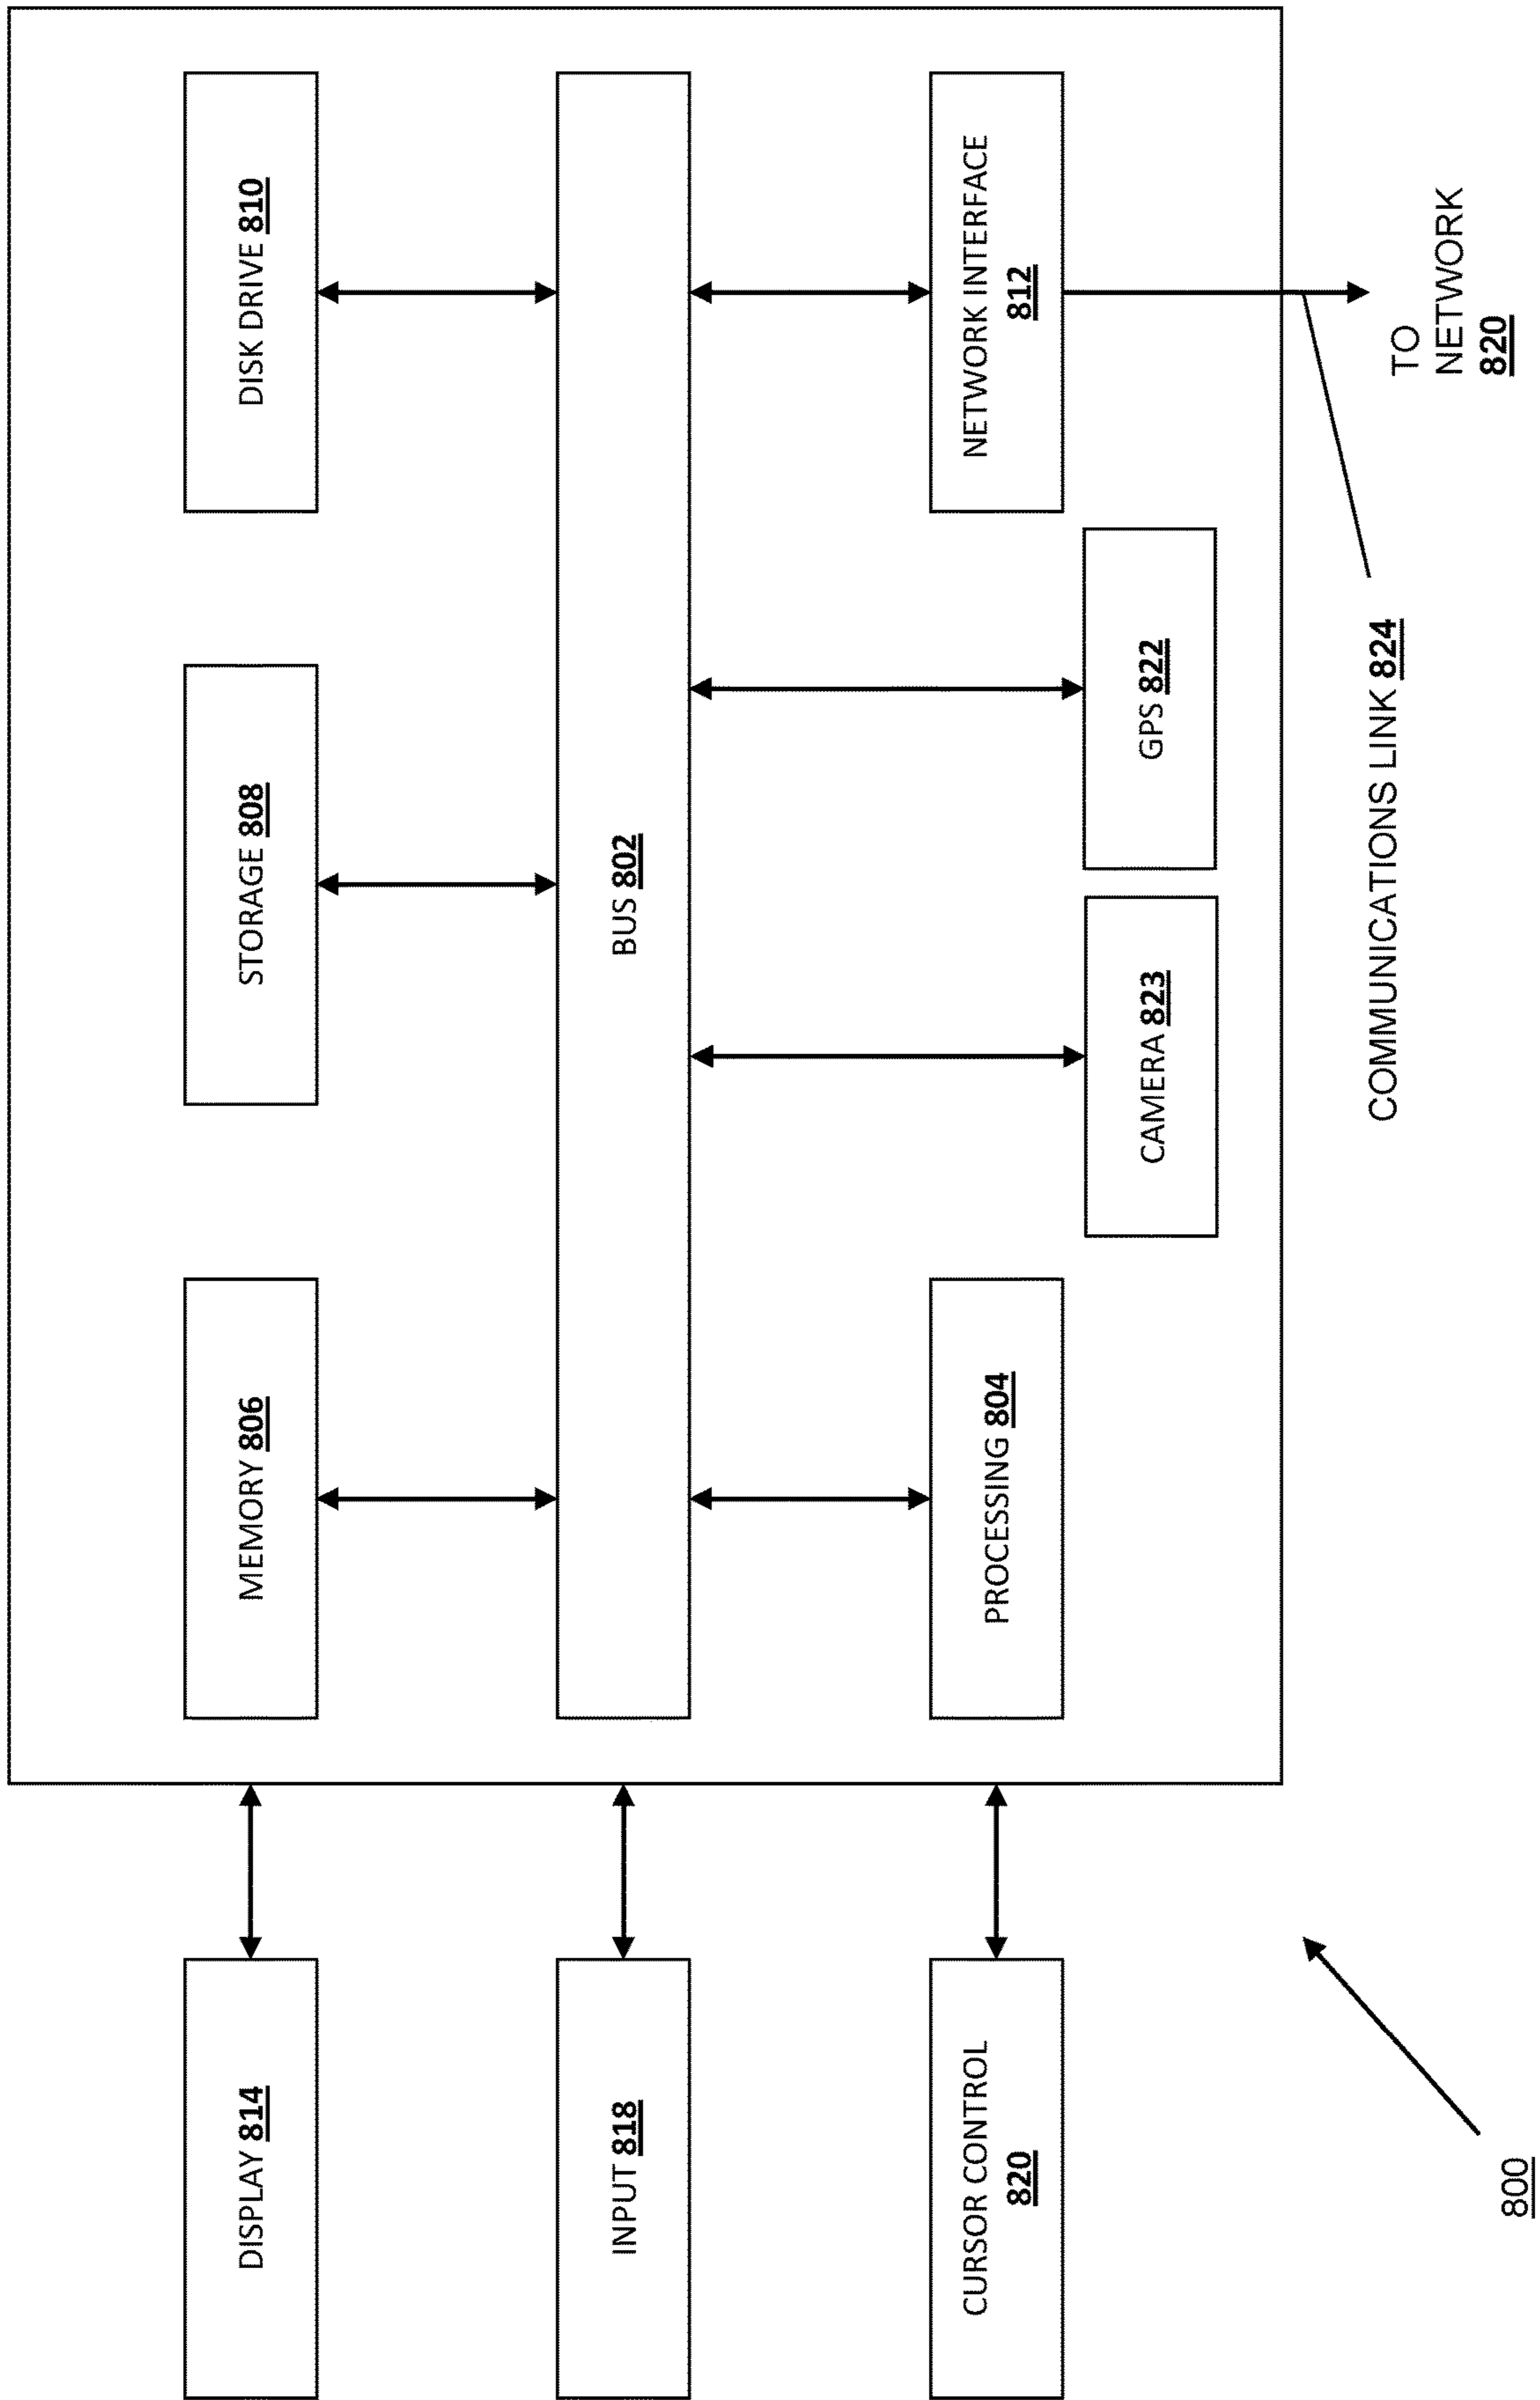 DISPLAY 814
MEMORY 806
STORAGE 808
DISK DRIVE 810
INPUT 818
BUS 802
CURSOR CONTROL
820
PROCESSING 804
CAMERA 823
GPS 822
NETWORK INTERFACE
812
COMMUNICATIONS LINK 824
TO
NETWORK
820
800